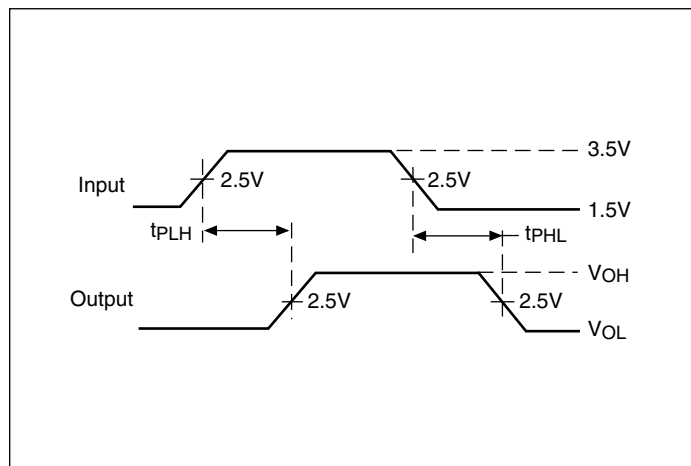 3.5V
Input
2.5V
2.5V
1.5V
tPLH
tPHL
VOH
Output
2.5V
2.5V
VOL